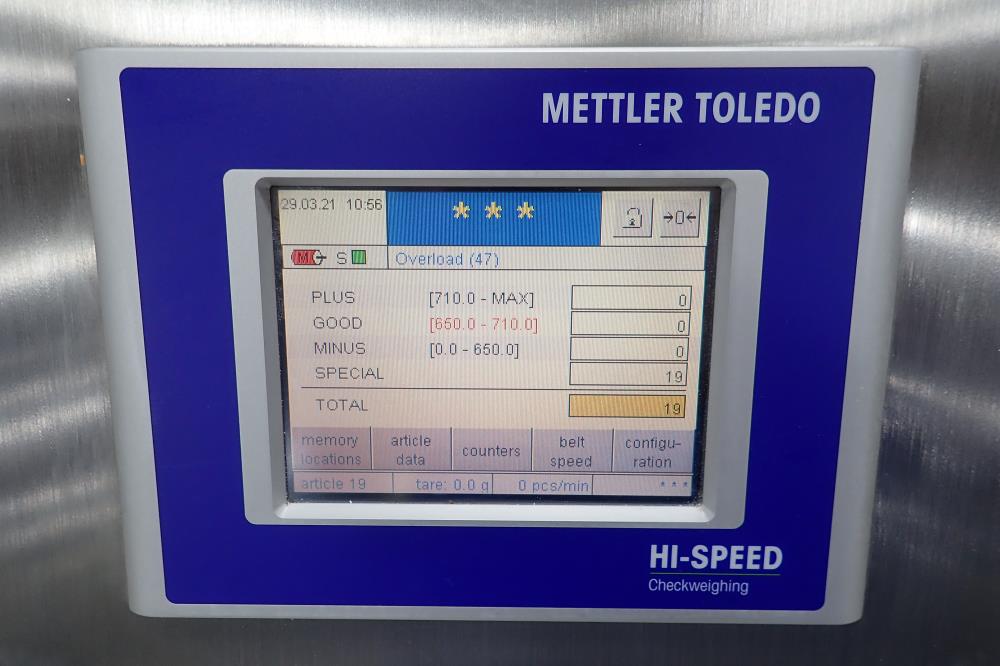 METTLER TOLEDO
29.03.21 10:56
* * *
→0←
M S
Overload (47)
PLUS [710.0 - MAX] 0
GOOD [650.0 - 710.0] 0
MINUS [0.0 - 650.0] 0
SPECIAL 19
TOTAL 19
memory locations
article data
counters
belt speed
configu-ration
article 19
tare: 0.0 g
0 pcs/min
* * *
HI-SPEED
Checkweighing